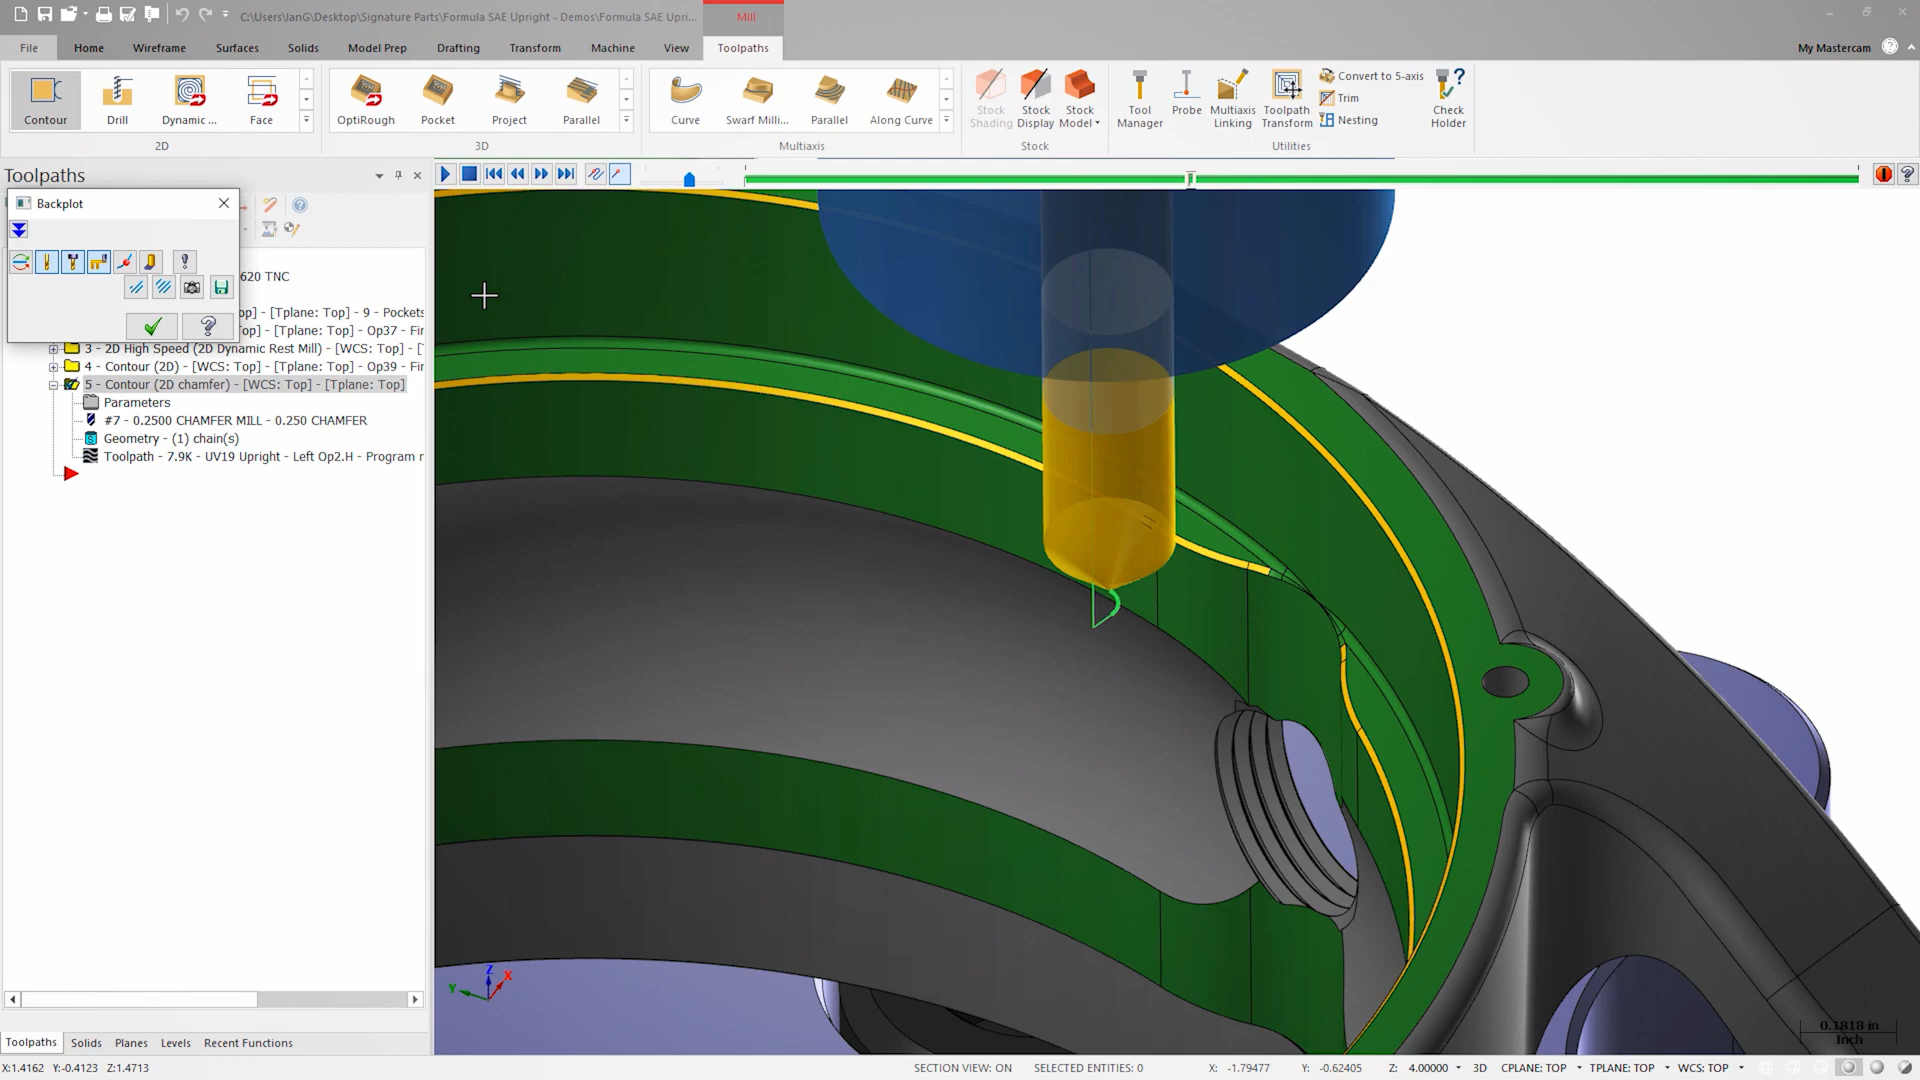 C:\Users\IanG\Desktop\Signature Parts\Formula SAE Upright - Demos\Formula SAE Upri...
Mill
File Home Wireframe Surfaces Solids Model Prep Drafting Transform Machine View Toolpaths
My Mastercam
Contour Drill Dynamic ... Face
2D
OptiRough Pocket Project Parallel
3D
Curve Swarf Milli... Parallel Along Curve
Multiaxis
Stock Shading
Stock Display
Stock Model
Stock
Tool Manager
Probe
Multiaxis Linking
Toolpath Transform
Convert to 5-axis
Trim
Nesting
Check Holder
Utilities
Toolpaths
Backplot
620 TNC
op] - [Tplane: Top] - 9 - Pockets
op] - [Tplane: Top] - Op37 - Fir
3 - 2D High Speed (2D Dynamic Rest Mill) - [WCS: Top] - [
4 - Contour (2D) - [WCS: Top] - [Tplane: Top] - Op39 - Fir
5 - Contour (2D chamfer) - [WCS: Top] - [Tplane: Top]
Parameters
#7 - 0.2500 CHAMFER MILL - 0.250 CHAMFER
Geometry - (1) chain(s)
Toolpath - 7.9K - UV19 Upright - Left Op2.H - Program r
Z
X
Y
0.1818 in
Inch
Toolpaths Solids Planes Levels Recent Functions
X:1.4162 Y:-0.4123 Z:1.4713
SECTION VIEW: ON SELECTED ENTITIES: 0 X: -1.79477 Y: -0.62405 Z: 4.00000 3D CPLANE: TOP TPLANE: TOP WCS: TOP